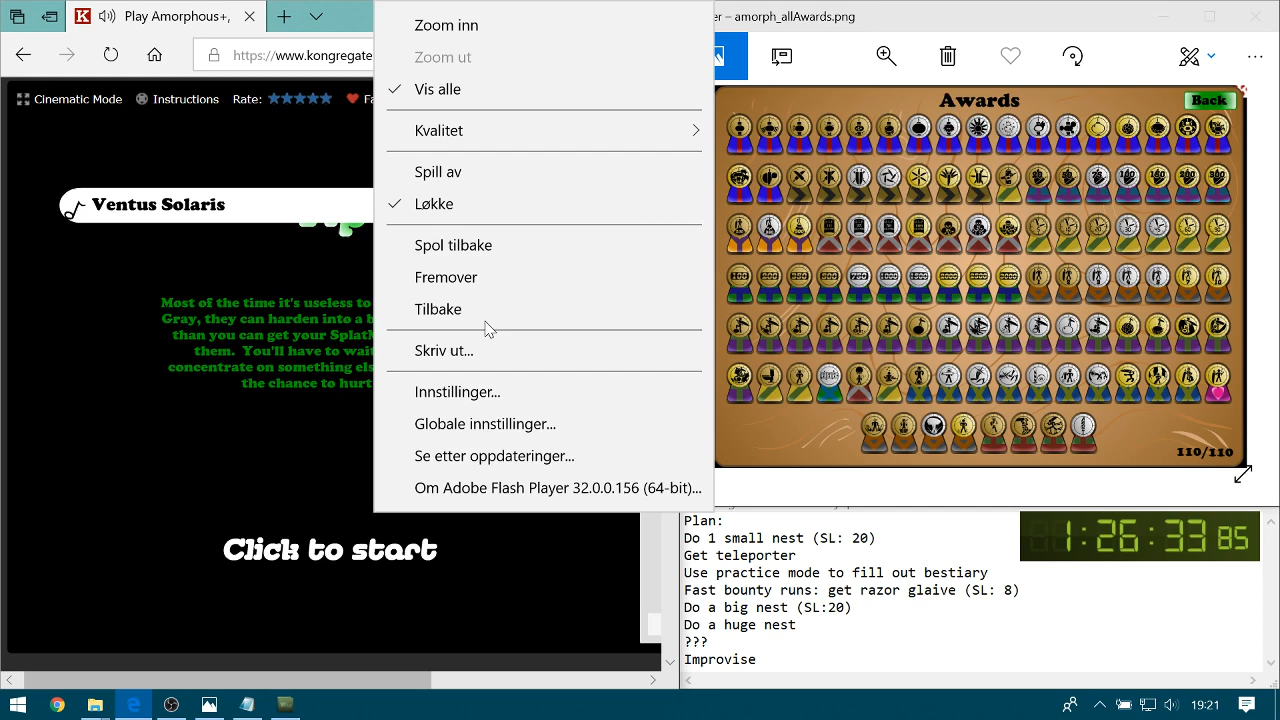 Play Amorphous+,
er – amorph_allAwards.png
https://www.kongregate
Cinematic Mode
Instructions
Rate:
Fa
Ventus Solaris
Most of the time it's useless to
Gray, they can harden into a b
than you can get your SplatM
them. You'll have to wait
concentrate on something els
the chance to hurt
Click to start
Zoom inn
Zoom ut
Vis alle
Kvalitet
Spill av
Løkke
Spol tilbake
Fremover
Tilbake
Skriv ut...
Innstillinger...
Globale innstillinger...
Se etter oppdateringer...
Om Adobe Flash Player 32.0.0.156 (64-bit)...
Awards
Back
110/110
Plan:
Do 1 small nest (SL: 20)
Get teleporter
Use practice mode to fill out bestiary
Fast bounty runs: get razor glaive (SL: 8)
Do a big nest (SL:20)
Do a huge nest
???
Improvise
1:26:33 85
19:21